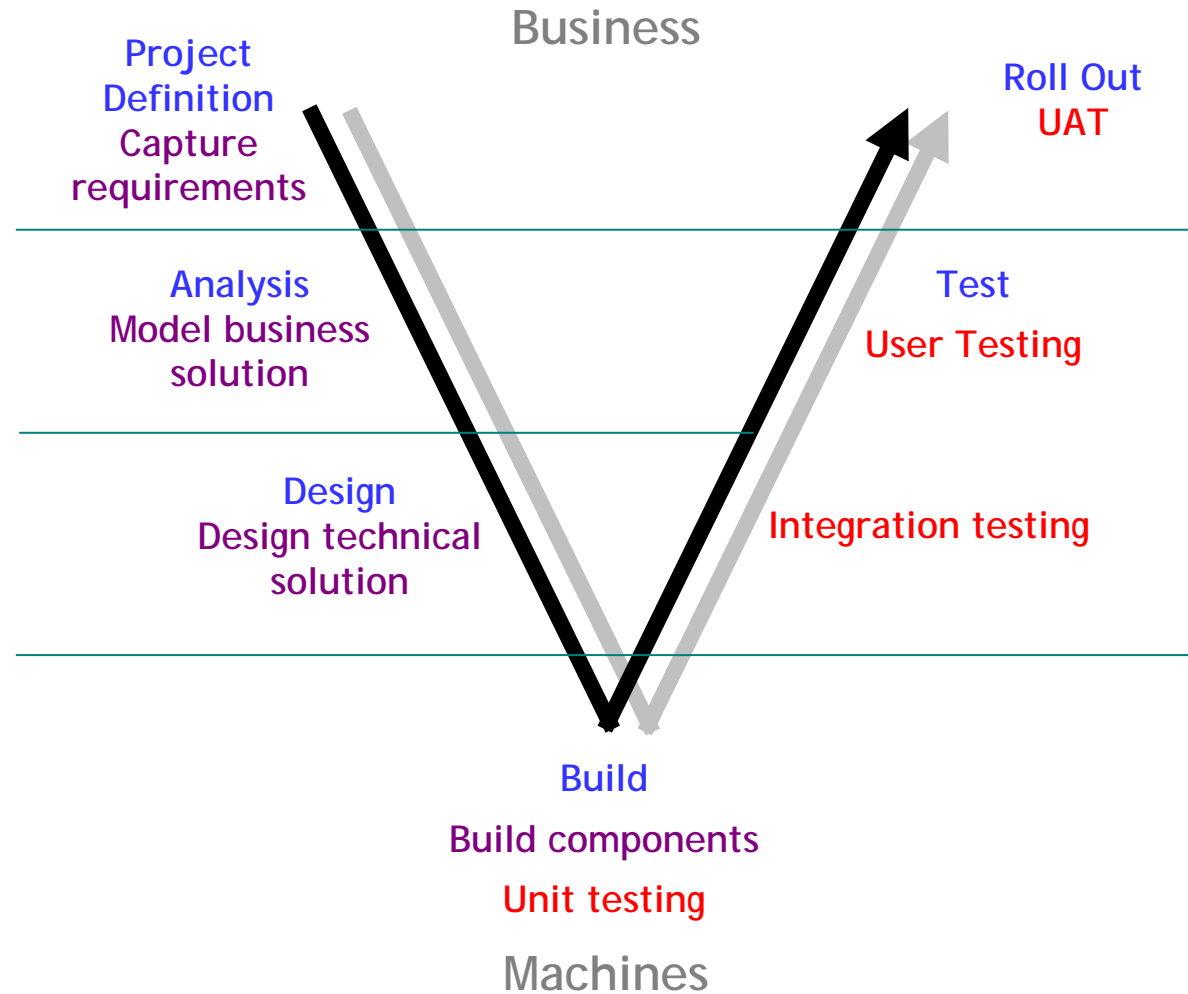 Business
Project
Definition
Capture
requirements
Roll Out
UAT
Analysis
Model business
solution
Test
User Testing
Design
Design technical
solution
Integration testing
Build
Build components
Unit testing
Machines